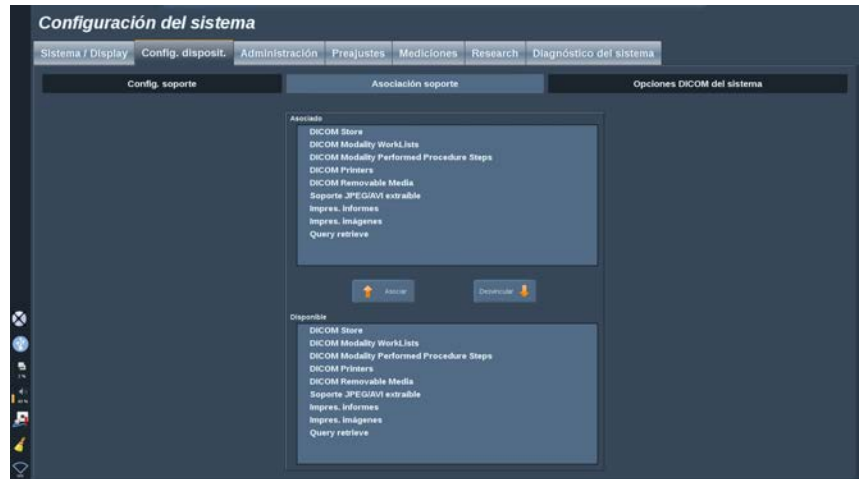 Configuración del sistema
Sistema / Display Config. disposit. Administración Preajustes Mediciones Research Diagnóstico del sistema
Config. soporte Asociación soporte Opciones DICOM del sistema
Asociado
DICOM Store
DICOM Modality WorkLists
DICOM Modality Performed Procedure Steps
DICOM Printers
DICOM Removable Media
Soporte JPEG/AVI extraíble
Impres. Informes
Impres. imágenes
Query retrieve
Asociar Desvincular
Disponible
DICOM Store
DICOM Modality WorkLists
DICOM Modality Performed Procedure Steps
DICOM Printers
DICOM Removable Media
Soporte JPEG/AVI extraíble
Impres. Informes
Impres. imágenes
Query retrieve